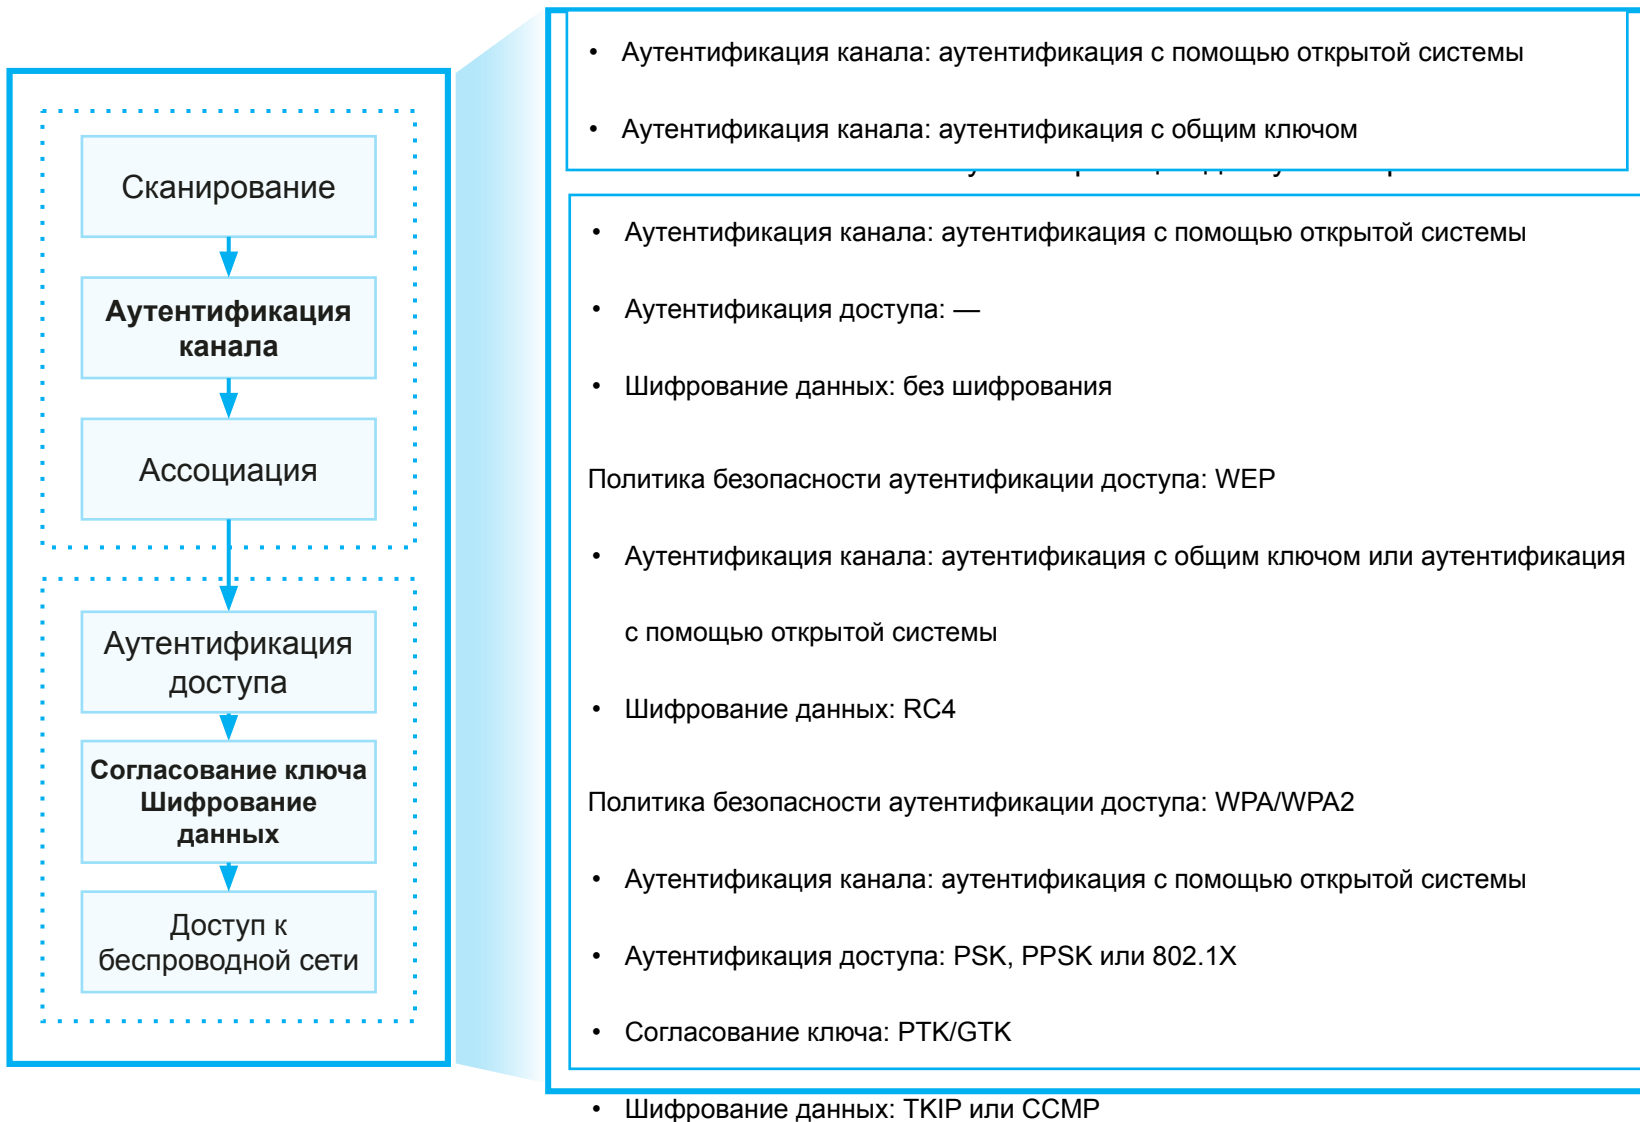 Сканирование
Аутентификация
канала
Ассоциация
Аутентификация
доступа
Согласование ключа
Шифрование
данных
Доступ к
беспроводной сети
• Аутентификация канала: аутентификация с помощью открытой системы
• Аутентификация канала: аутентификация с общим ключом
• Аутентификация канала: аутентификация с помощью открытой системы
• Аутентификация доступа: —
• Шифрование данных: без шифрования
Политика безопасности аутентификации доступа: WEP
• Аутентификация канала: аутентификация с общим ключом или аутентификация
с помощью открытой системы
• Шифрование данных: RC4
Политика безопасности аутентификации доступа: WPA/WPA2
• Аутентификация канала: аутентификация с помощью открытой системы
• Аутентификация доступа: PSK, PPSK или 802.1X
• Согласование ключа: PTK/GTK
• Шифрование данных: TKIP или CCMP